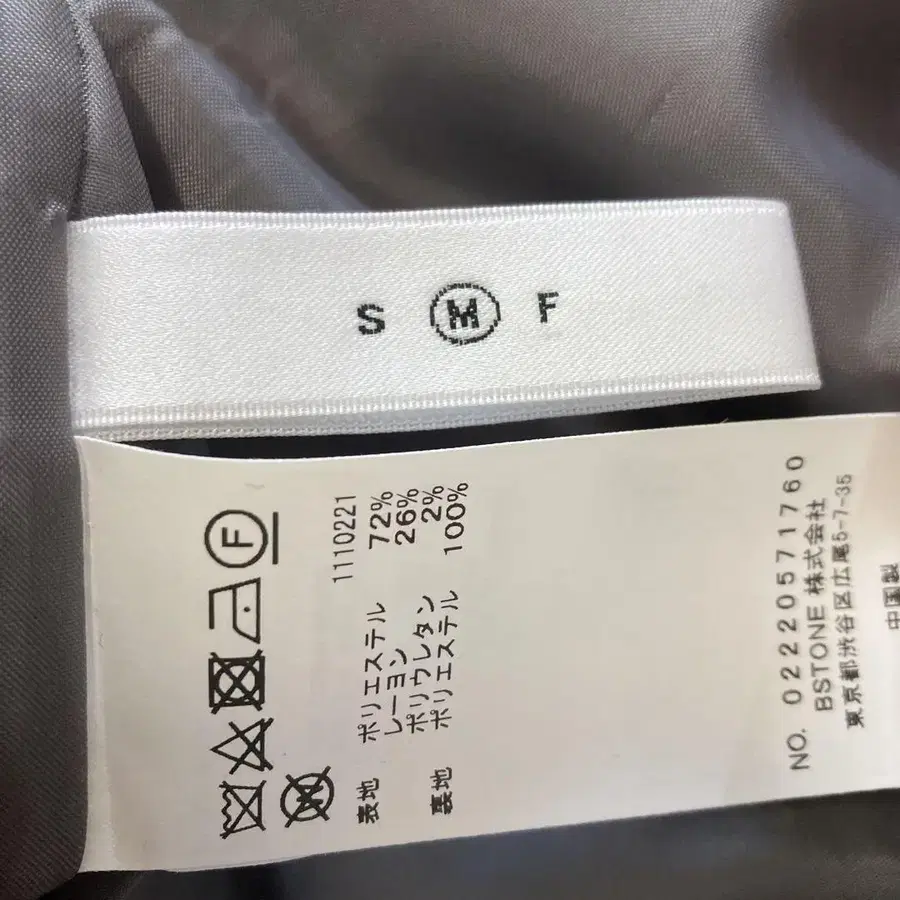 S M F
1110221
表地 ポリエステル 72%
レーヨン 26%
ポリウレタン 2%
裏地 ポリエステル 100%
NO. 02220571760
BSTONE 株式会社
東京都渋谷区広尾5-7-35
中国製
F